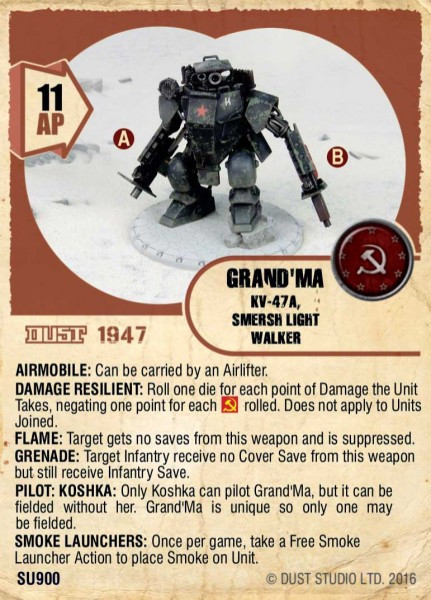 11
AP
A
B
GRAND'MA
KV-47A,
SMERSH LIGHT
WALKER
DUST 1947
AIRMOBILE: Can be carried by an Airlifter.
DAMAGE RESILIENT: Roll one die for each point of Damage the Unit
Takes, negating one point for each rolled. Does not apply to Units
Joined.
FLAME: Target gets no saves from this weapon and is suppressed.
GRENADE: Target Infantry receive no Cover Save from this weapon
but still receive Infantry Save.
PILOT: KOSHKA: Only Koshka can pilot Grand'Ma, but it can be
fielded without her. Grand'Ma is unique so only one may
be fielded.
SMOKE LAUNCHERS: Once per game, take a Free Smoke
Launcher Action to place Smoke on Unit.
SU900
© DUST STUDIO LTD. 2016